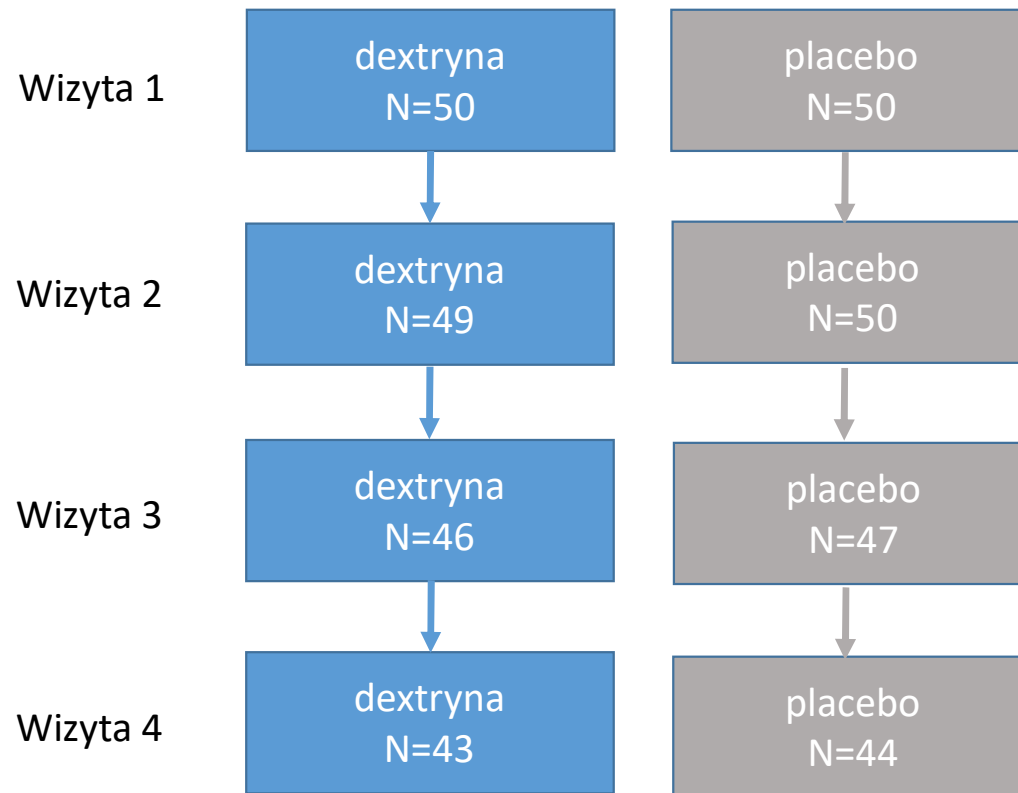 Wizyta 1
dextryna
N=50
placebo
N=50
Wizyta 2
dextryna
N=49
placebo
N=50
Wizyta 3
dextryna
N=46
placebo
N=47
Wizyta 4
dextryna
N=43
placebo
N=44